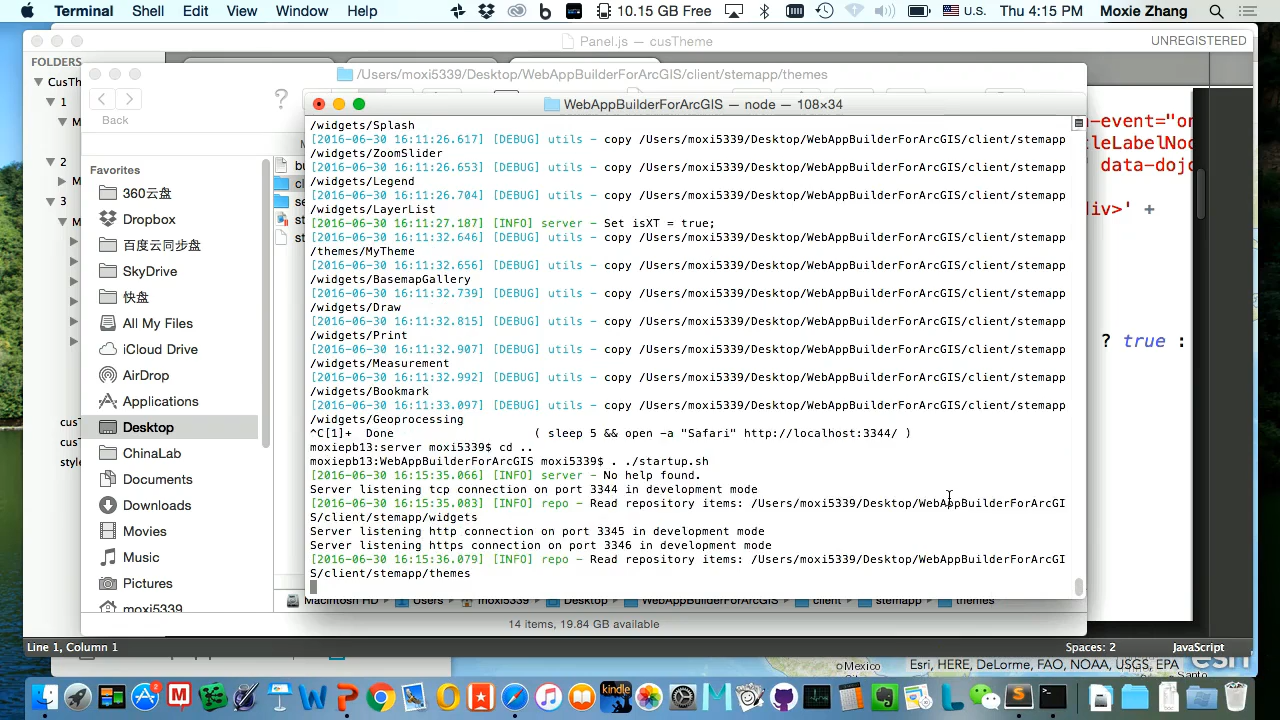 Terminal Shell Edit View Window Help 10.15 GB Free U.S. Thu 4:15 PM Moxie Zhang
Panel.js — cusTheme UNREGISTERED
FOLDERS
/Users/moxi5339/Desktop/WebAppBuilderForArcGIS/client/stemapp/themes
Back
WebAppBuilderForArcGIS — node — 108×34
Favorites
360云盘
Dropbox
百度云同步盘
SkyDrive
快盘
All My Files
iCloud Drive
AirDrop
Applications
Desktop
ChinaLab
Documents
Downloads
Movies
Music
Pictures
moxi5339
/widgets/Splash
[2016-06-30 16:11:26.617] [DEBUG] utils - copy /Users/moxi5339/Desktop/WebAppBuilderForArcGIS/client/stemapp
/widgets/ZoomSlider
[2016-06-30 16:11:26.653] [DEBUG] utils - copy /Users/moxi5339/Desktop/WebAppBuilderForArcGIS/client/stemapp
/widgets/Legend
[2016-06-30 16:11:26.704] [DEBUG] utils - copy /Users/moxi5339/Desktop/WebAppBuilderForArcGIS/client/stemapp
/widgets/LayerList
[2016-06-30 16:11:27.187] [INFO] server - Set isXT = true;
[2016-06-30 16:11:32.646] [DEBUG] utils - copy /Users/moxi5339/Desktop/WebAppBuilderForArcGIS/client/stemapp
/themes/MyTheme
[2016-06-30 16:11:32.656] [DEBUG] utils - copy /Users/moxi5339/Desktop/WebAppBuilderForArcGIS/client/stemapp
/widgets/BasemapGallery
[2016-06-30 16:11:32.739] [DEBUG] utils - copy /Users/moxi5339/Desktop/WebAppBuilderForArcGIS/client/stemapp
/widgets/Draw
[2016-06-30 16:11:32.815] [DEBUG] utils - copy /Users/moxi5339/Desktop/WebAppBuilderForArcGIS/client/stemapp
/widgets/Print
[2016-06-30 16:11:32.907] [DEBUG] utils - copy /Users/moxi5339/Desktop/WebAppBuilderForArcGIS/client/stemapp
/widgets/Measurement
[2016-06-30 16:11:32.992] [DEBUG] utils - copy /Users/moxi5339/Desktop/WebAppBuilderForArcGIS/client/stemapp
/widgets/Bookmark
[2016-06-30 16:11:33.097] [DEBUG] utils - copy /Users/moxi5339/Desktop/WebAppBuilderForArcGIS/client/stemapp
/widgets/Geoprocessing
^C[1]+ Done ( sleep 5 && open -a "Safari" http://localhost:3344/ )
moxiepb13:server moxi5339$ cd ..
moxiepb13:WebAppBuilderForArcGIS moxi5339$ . ./startup.sh
[2016-06-30 16:15:35.066] [INFO] server - No help found.
Server listening tcp connection on port 3344 in development mode
[2016-06-30 16:15:35.083] [INFO] repo - Read repository items: /Users/moxi5339/Desktop/WebAppBuilderForArcGI
S/client/stemapp/widgets
Server listening http connection on port 3345 in development mode
Server listening https connection on port 3346 in development mode
[2016-06-30 16:15:36.079] [INFO] repo - Read repository items: /Users/moxi5339/Desktop/WebAppBuilderForArcGI
S/client/stemapp/themes
Macintosh HD Users moxi5339 Desktop WebAppBuilderForArcGIS client stemapp themes
14 items, 19.84 GB available
-event="on
data-dojo
iv>' +
? true :
Line 1, Column 1 Spaces: 2 JavaScript
Mexico Esri, HERE, DeLorme, FAO, NOAA, USGS, EPA esri
kindle